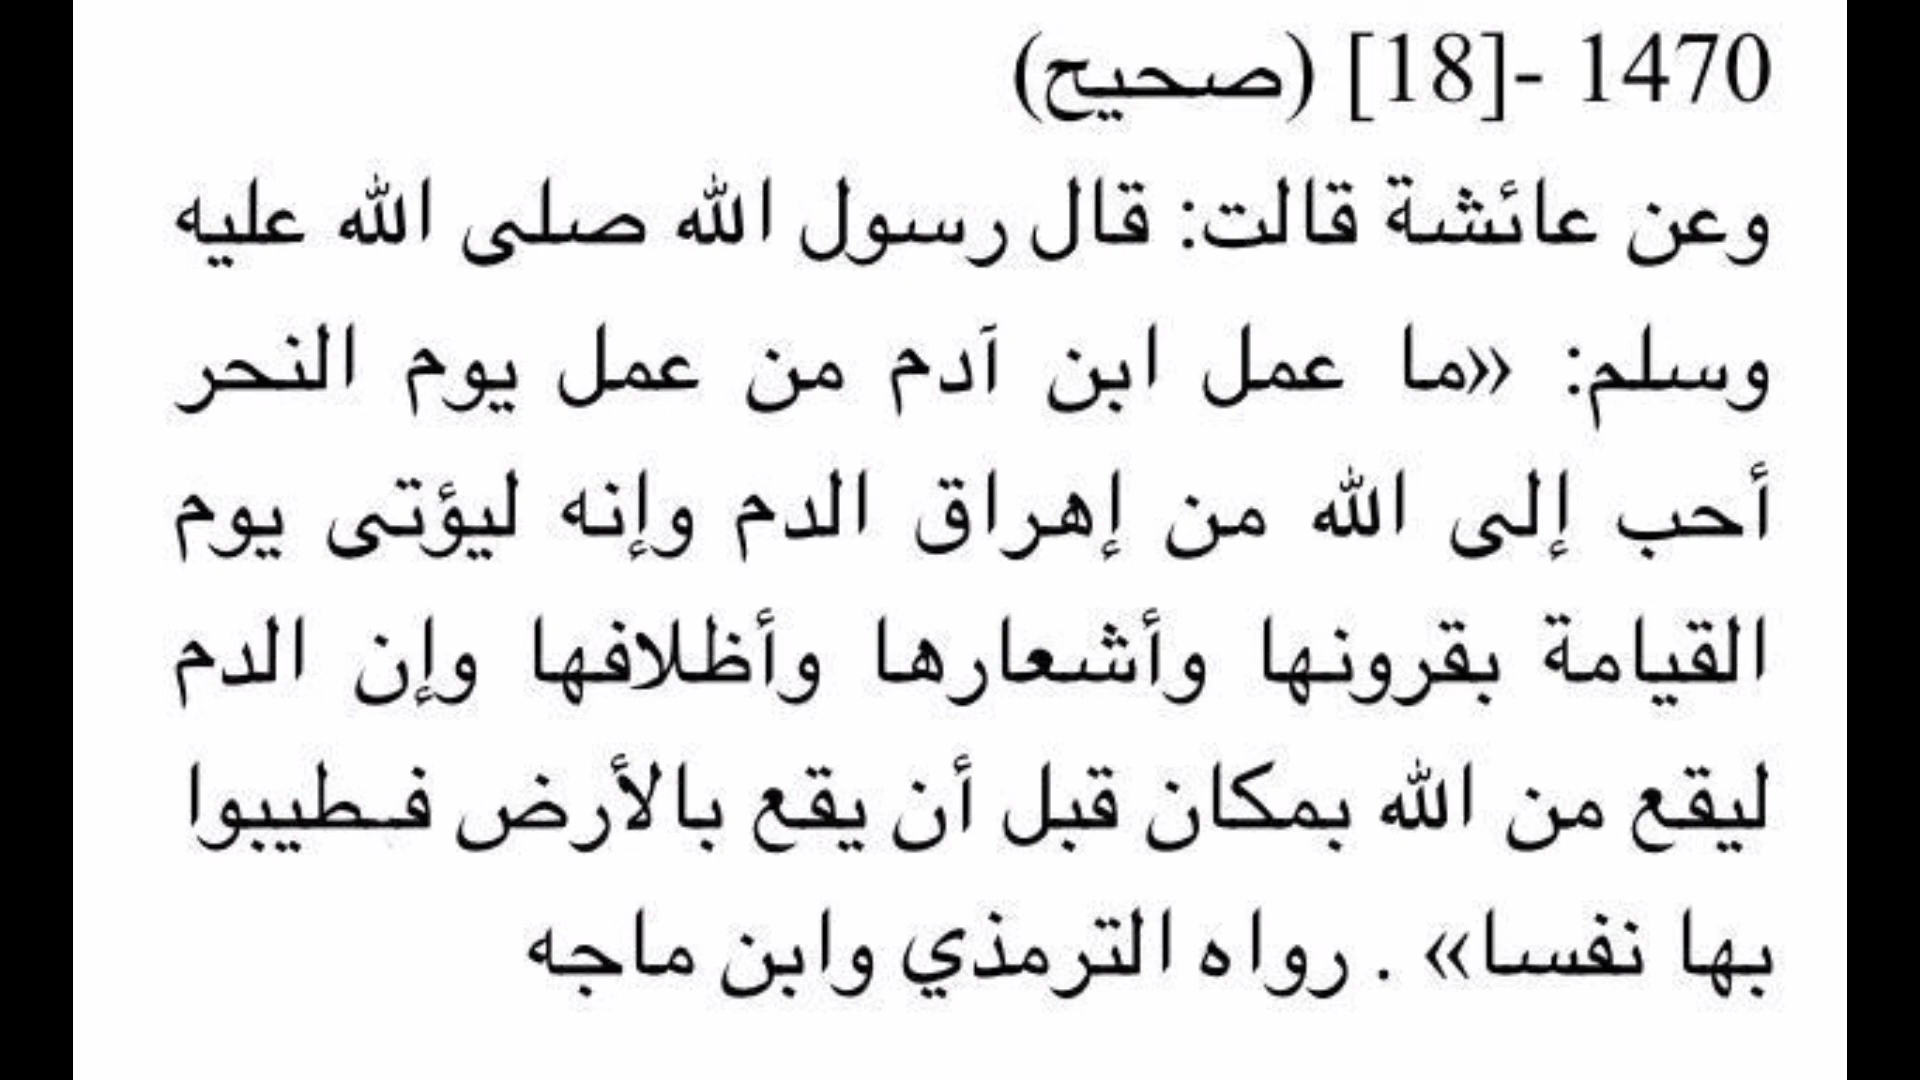 1470 -[18] (صحيح)
وعن عائشة قالت: قال رسول الله صلى الله عليه
وسلم: «ما عمل ابن آدم من عمل يوم النحر
أحب إلى الله من إهراق الدم وإنه ليؤتى يوم
القيامة بقرونها وأشعارها وأظلافها وإن الدم
ليقع من الله بمكان قبل أن يقع بالأرض فطيبوا
بها نفسا» . رواه الترمذي وابن ماجه